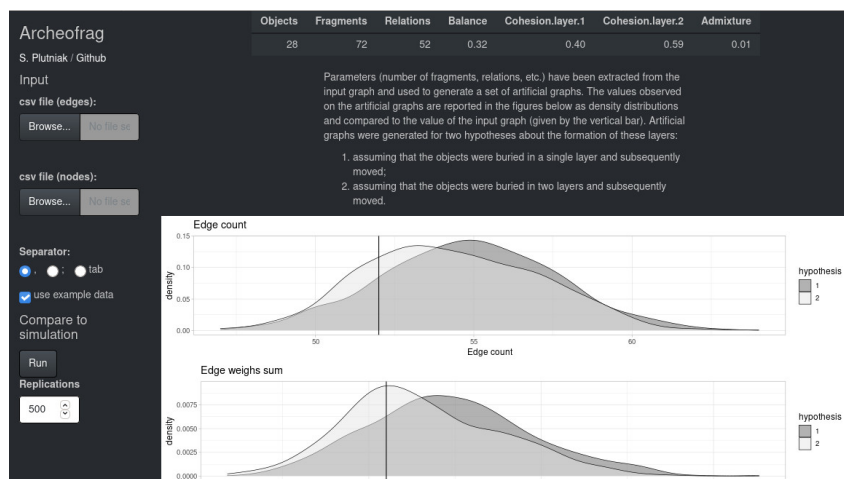 Archeofrag
S. Plutniak / Github
Input
csv file (edges):
Browse... No file se
csv file (nodes):
Browse... No file se
Separator:
, ; tab
use example data
Compare to
simulation
Run
Replications
500
Objects Fragments Relations Balance Cohesion.layer.1 Cohesion.layer.2 Admixture
28 72 52 0.32 0.40 0.59 0.01
Parameters (number of fragments, relations, etc.) have been extracted from the
input graph and used to generate a set of artificial graphs. The values observed
on the artificial graphs are reported in the figures below as density distributions
and compared to the value of the input graph (given by the vertical bar). Artificial
graphs were generated for two hypotheses about the formation of these layers:
1. assuming that the objects were buried in a single layer and subsequently
moved;
2. assuming that the objects were buried in two layers and subsequently
moved.
Edge count
0.15
0.10
0.05
0.00
density
50 55 60
Edge count
hypothesis
1
2
Edge weighs sum
0.0075
0.0050
0.0025
0.0000
density
hypothesis
1
2